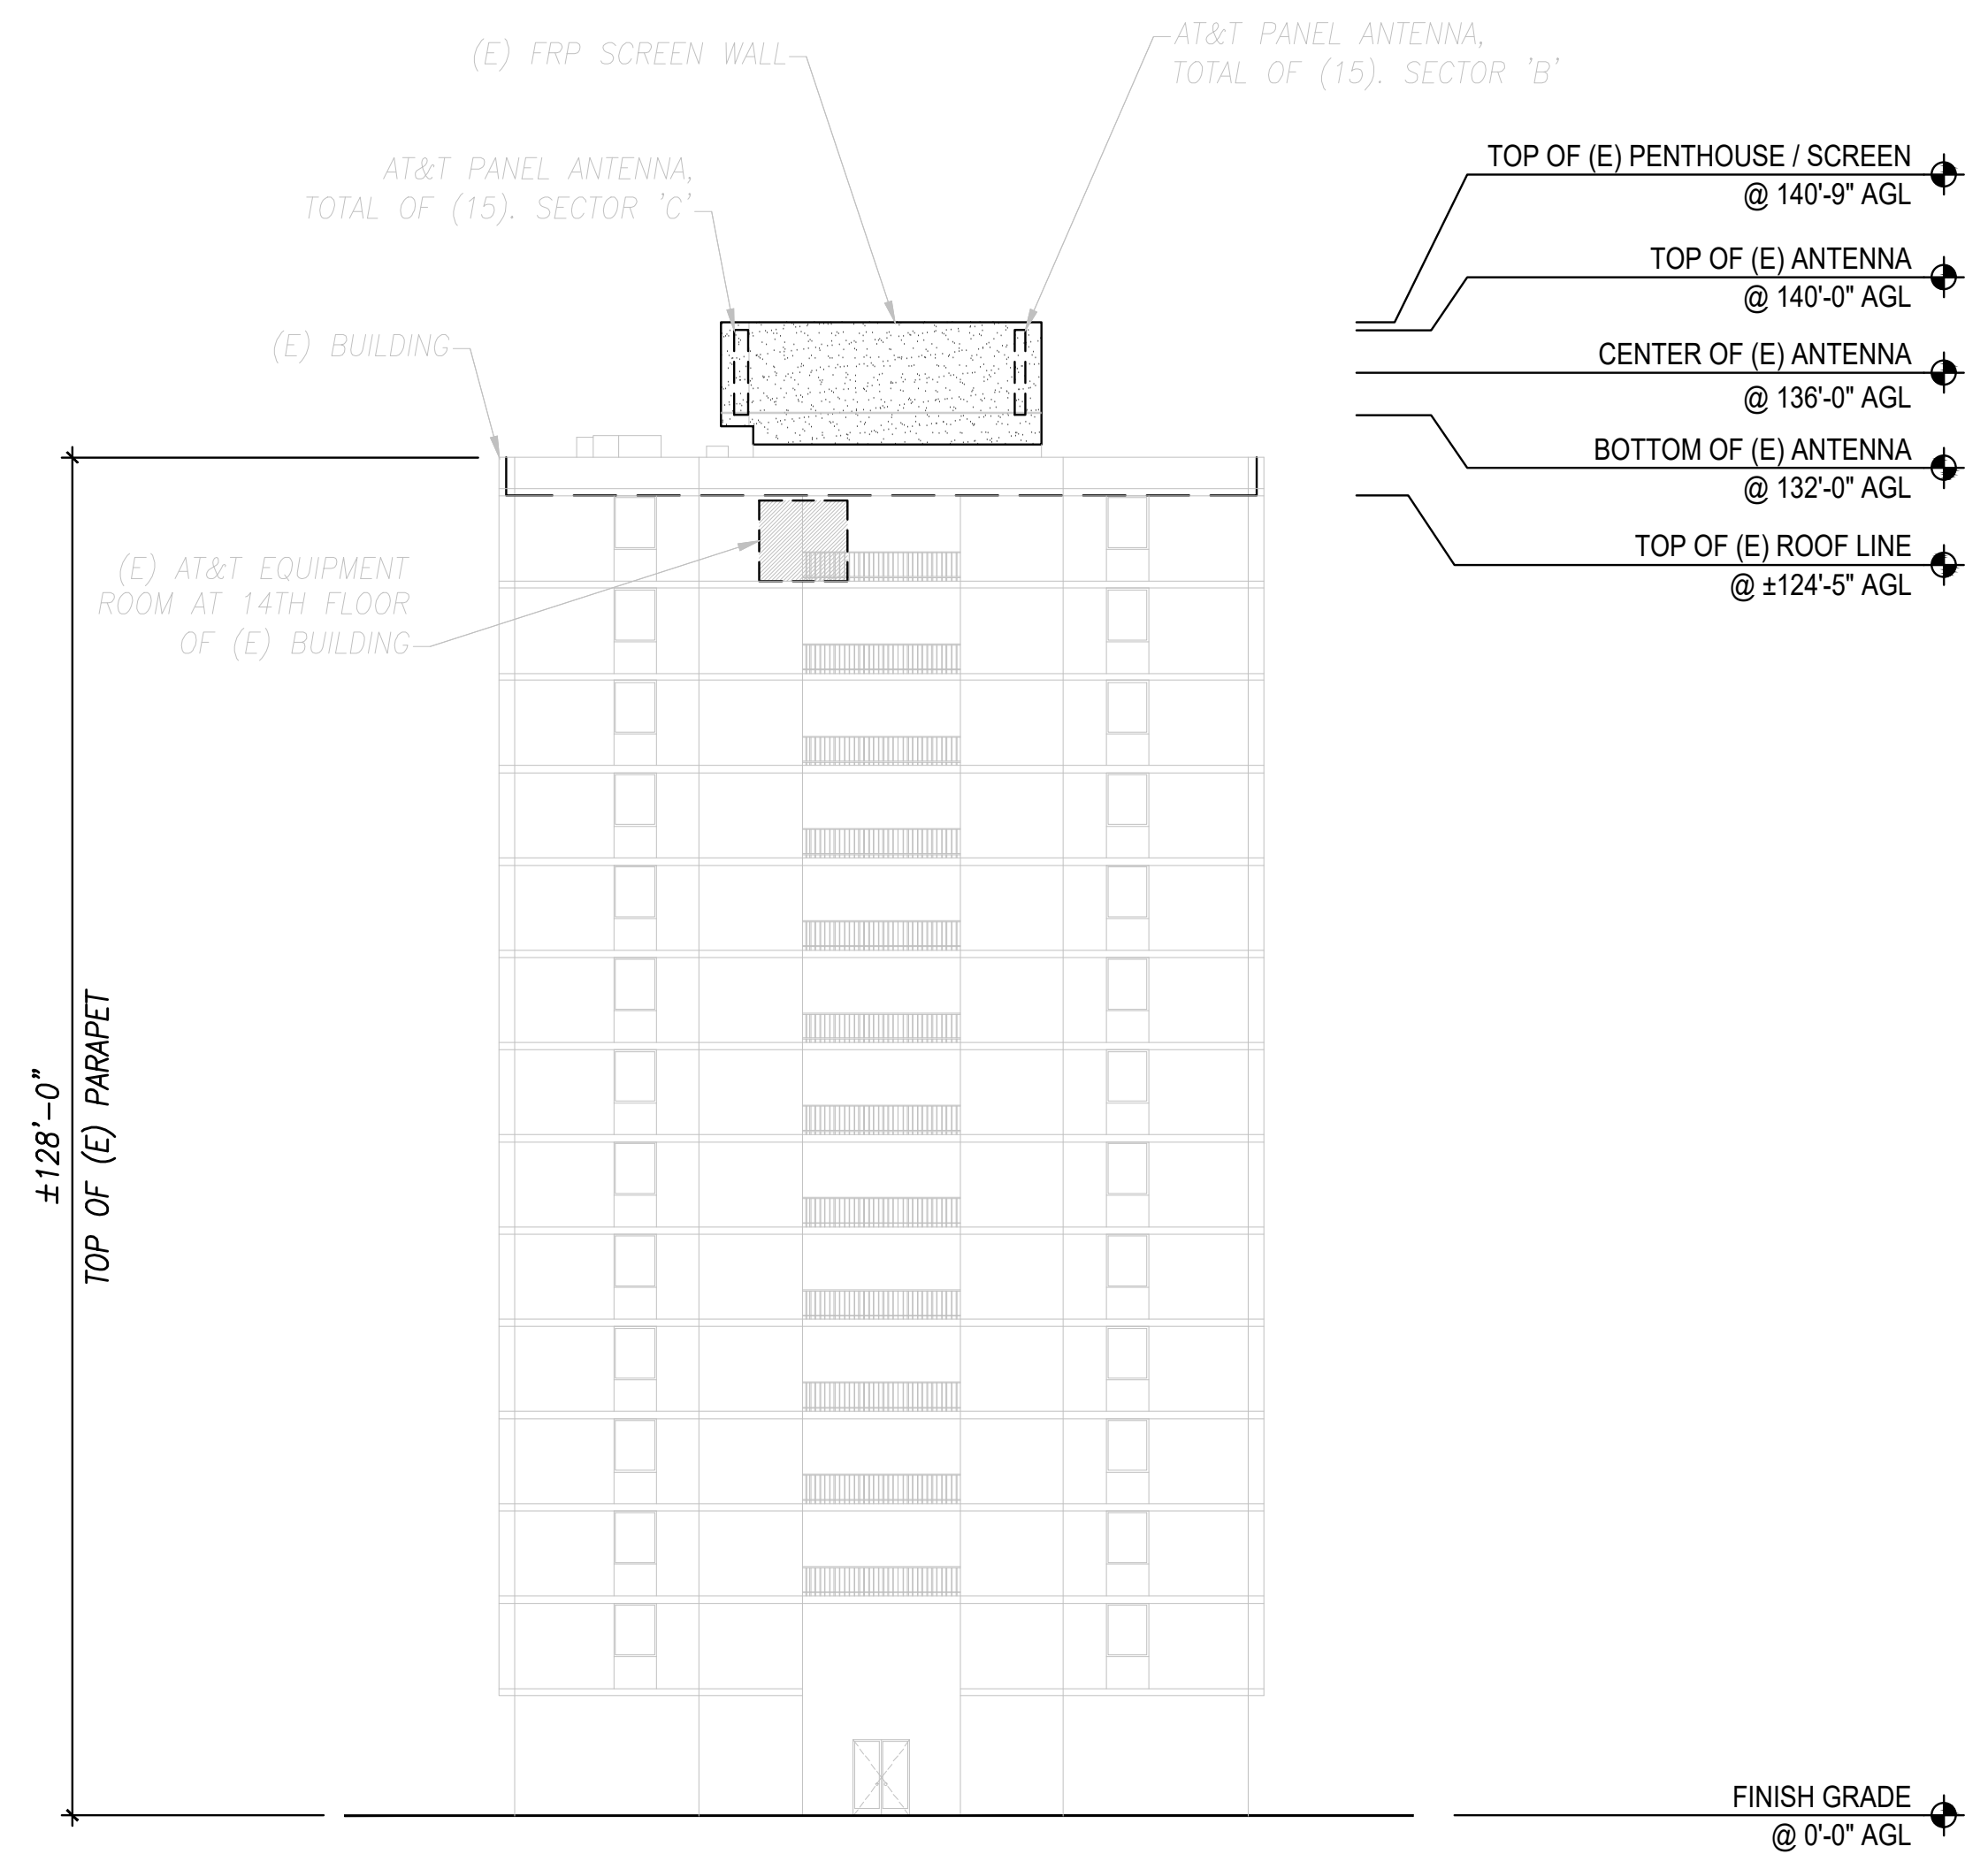 (E) FRP SCREEN WALL
AT&T PANEL ANTENNA,
TOTAL OF (15). SECTOR 'B'
AT&T PANEL ANTENNA,
TOTAL OF (15). SECTOR 'C'
(E) BUILDING
(E) AT&T EQUIPMENT
ROOM AT 14TH FLOOR
OF (E) BUILDING
±128'-0"
TOP OF (E) PARAPET
TOP OF (E) PENTHOUSE / SCREEN
@ 140'-9" AGL
TOP OF (E) ANTENNA
@ 140'-0" AGL
CENTER OF (E) ANTENNA
@ 136'-0" AGL
BOTTOM OF (E) ANTENNA
@ 132'-0" AGL
TOP OF (E) ROOF LINE
@ ±124'-5" AGL
FINISH GRADE
@ 0'-0" AGL